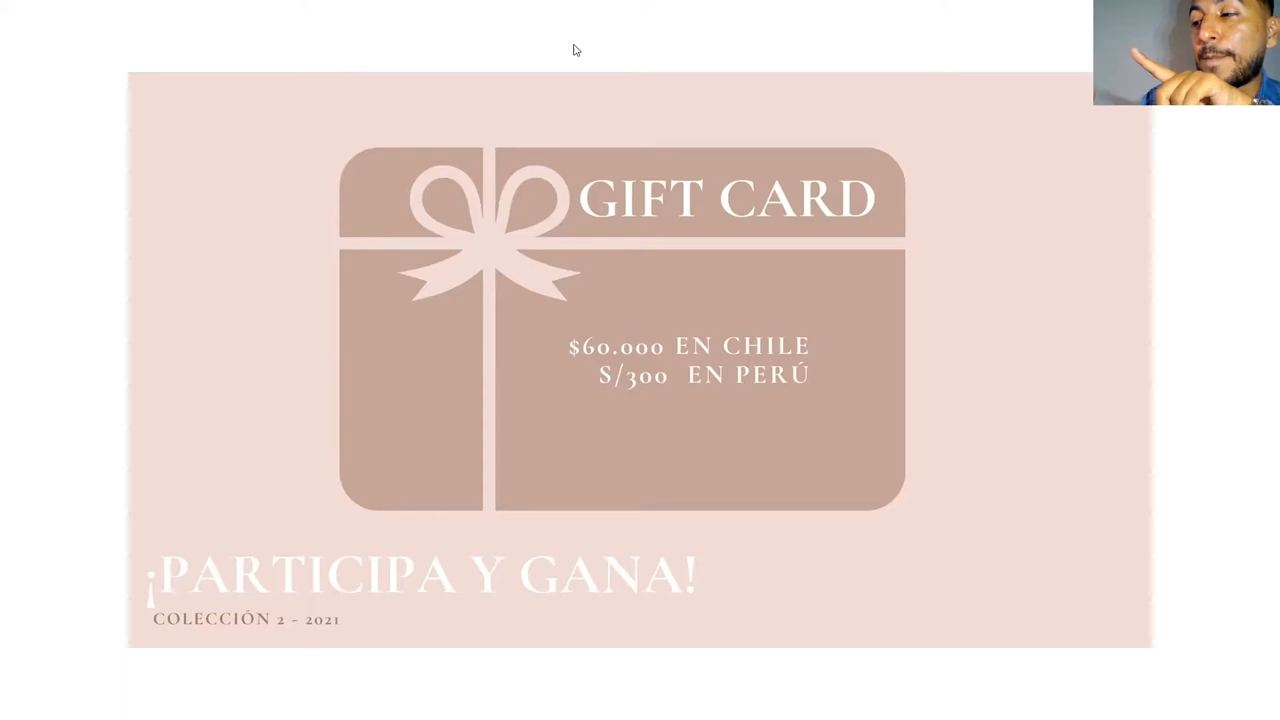 GIFT CARD
$60.000 EN CHILE
S/300 EN PERÚ
¡PARTICIPA Y GANA!
COLECCIÓN 2 - 2021